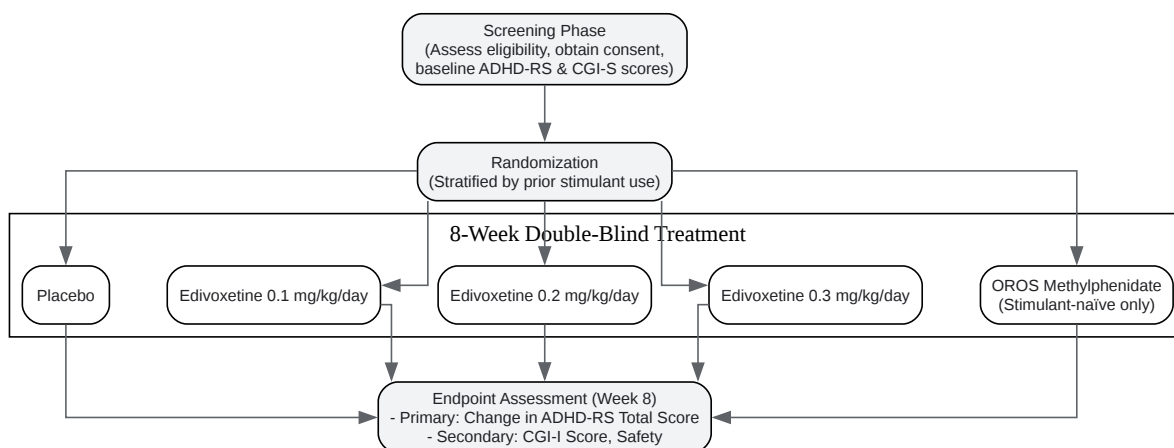 Screening Phase
(Assess eligibility, obtain consent,
baseline ADHD-RS & CGI-S scores)
Randomization
(Stratified by prior stimulant use)
8-Week Double-Blind Treatment
Placebo
Edivoxetine 0.1 mg/kg/day
Edivoxetine 0.2 mg/kg/day
Edivoxetine 0.3 mg/kg/day
OROS Methylphenidate
(Stimulant-naïve only)
Endpoint Assessment (Week 8)
- Primary: Change in ADHD-RS Total Score
- Secondary: CGI-I Score, Safety